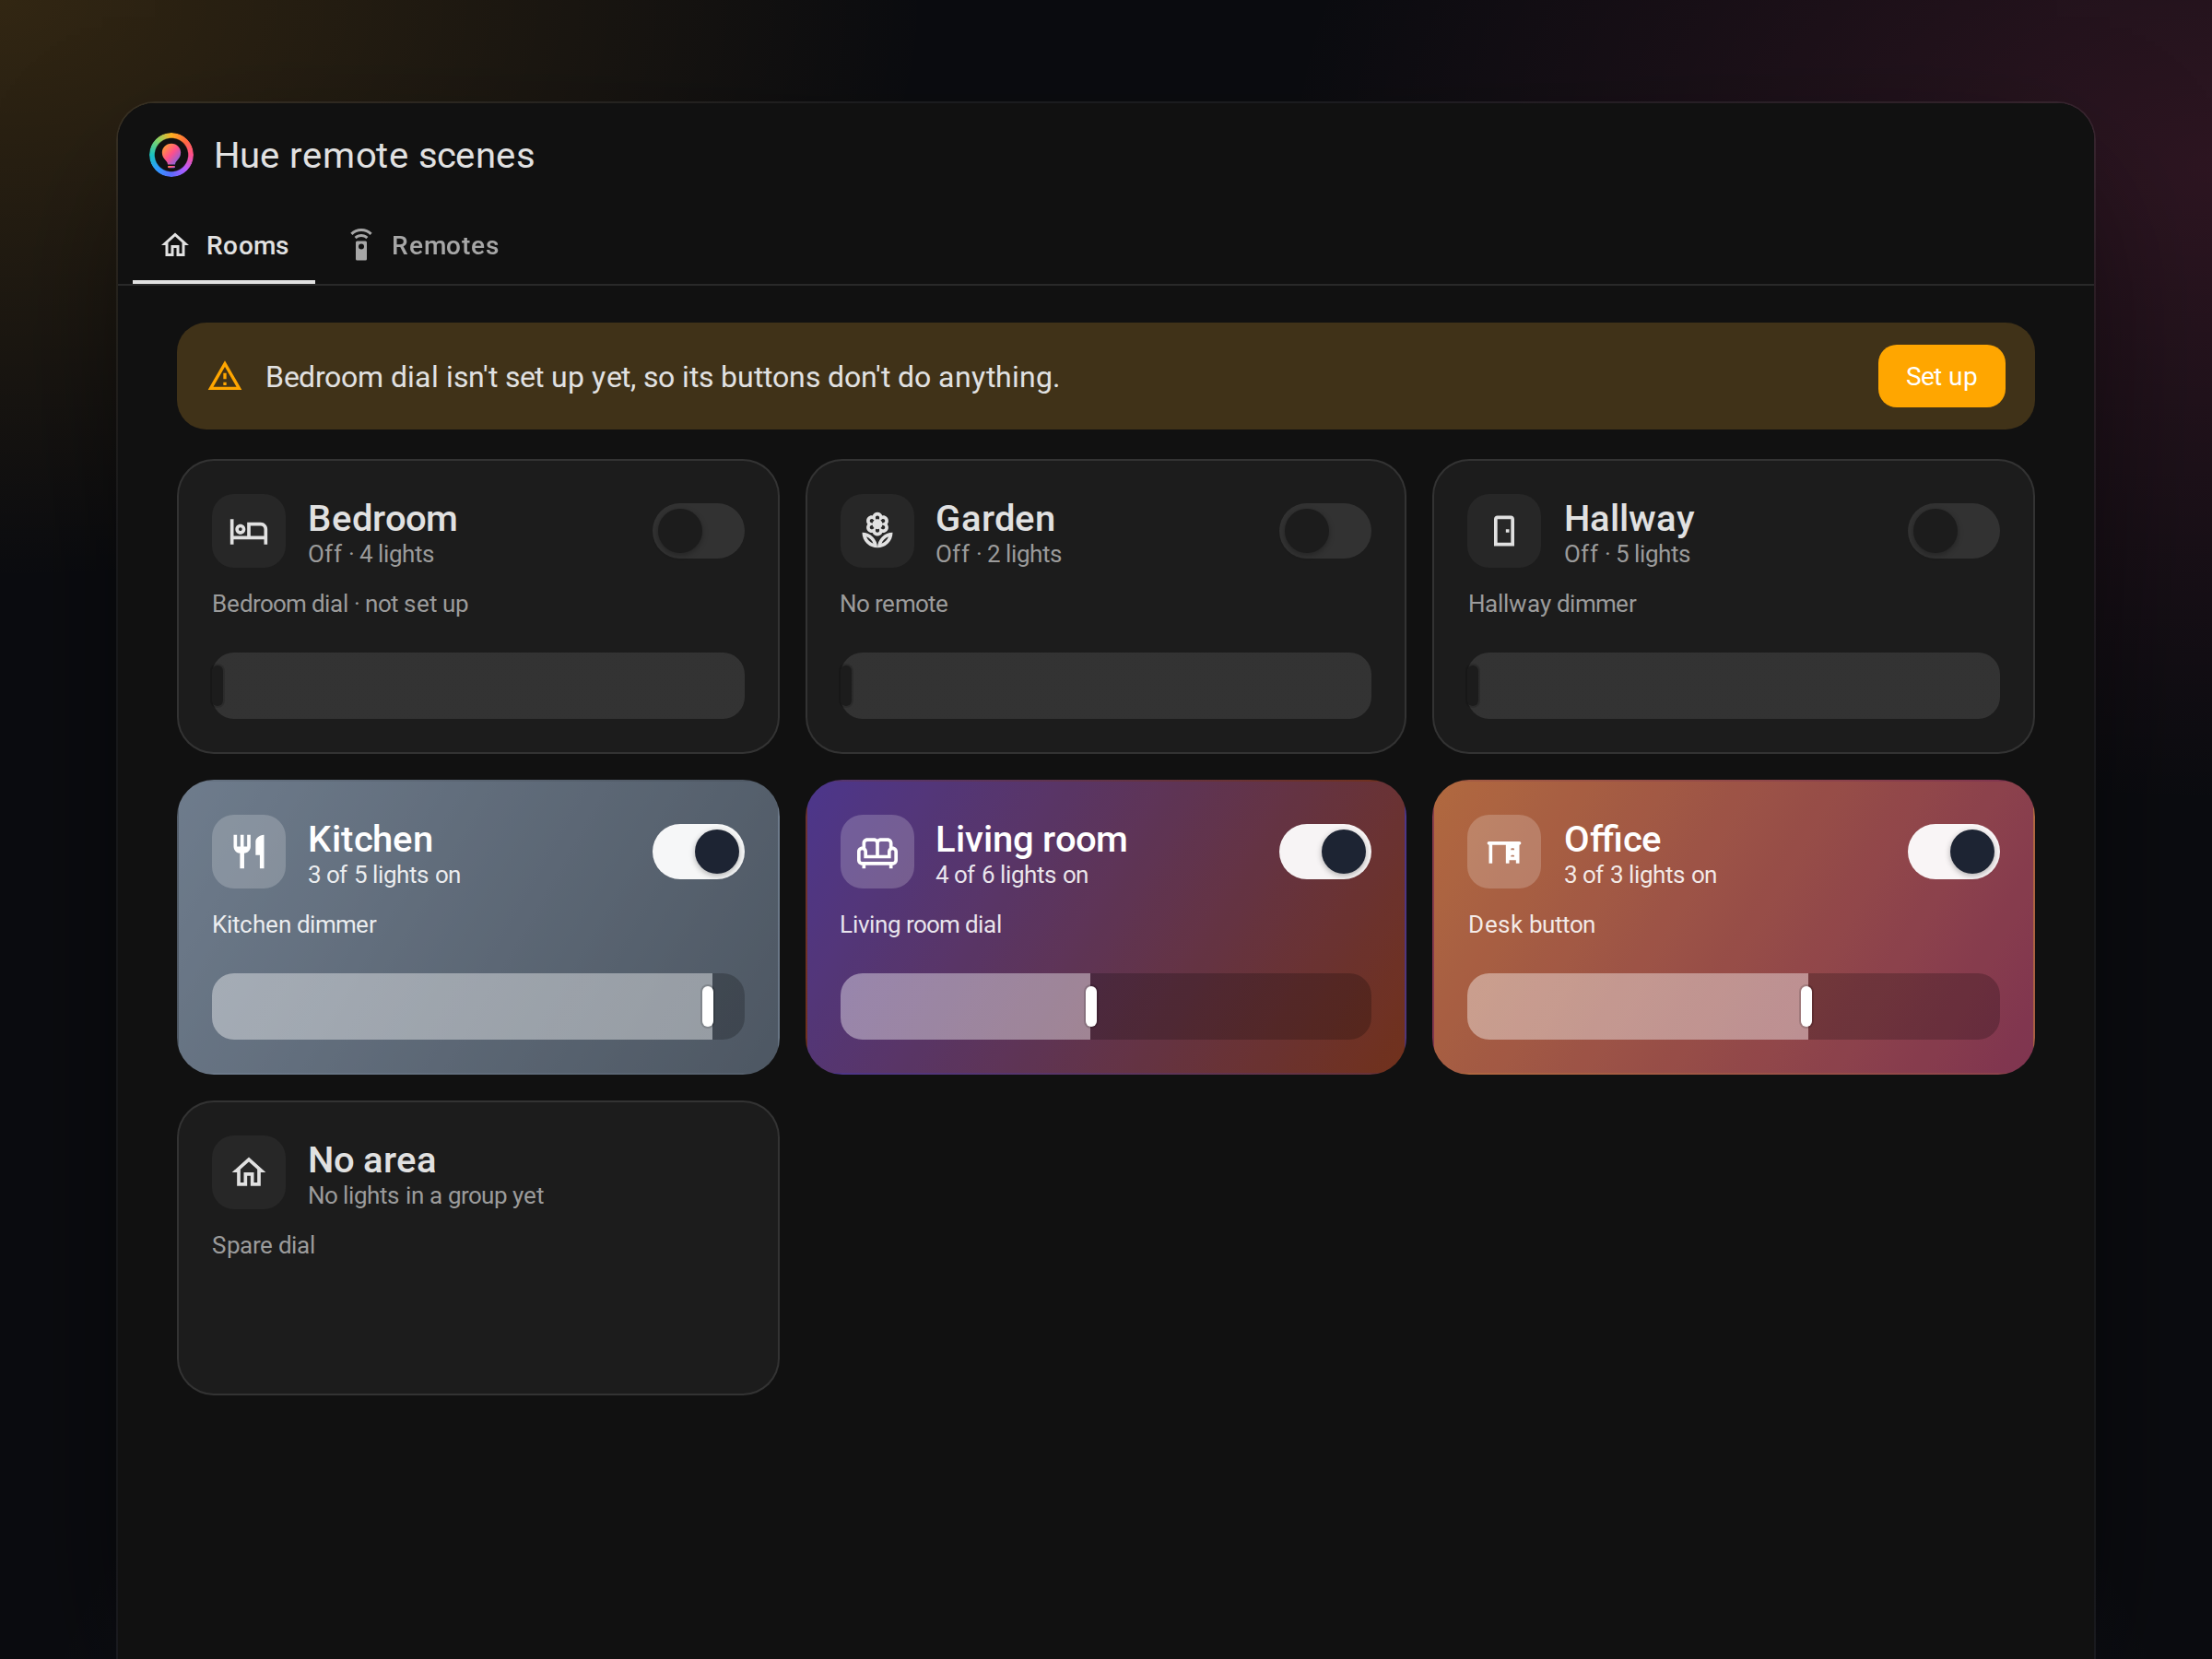 Hue remote scenes
Rooms
Remotes
Bedroom dial isn't set up yet, so its buttons don't do anything.
Set up
Bedroom
Off · 4 lights
Bedroom dial · not set up
Garden
Off · 2 lights
No remote
Hallway
Off · 5 lights
Hallway dimmer
Kitchen
3 of 5 lights on
Kitchen dimmer
Living room
4 of 6 lights on
Living room dial
Office
3 of 3 lights on
Desk button
No area
No lights in a group yet
Spare dial